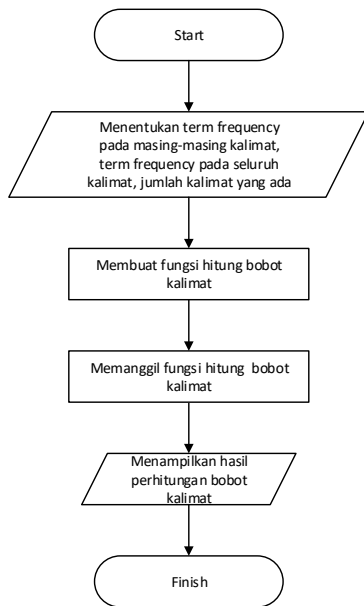 Start
Menentukan term frequency
pada masing-masing kalimat,
term frequency pada seluruh
kalimat, jumlah kalimat yang ada
Membuat fungsi hitung bobot
kalimat
Memanggil fungsi hitung bobot
kalimat
Menampilkan hasil
perhitungan bobot
kalimat
Finish